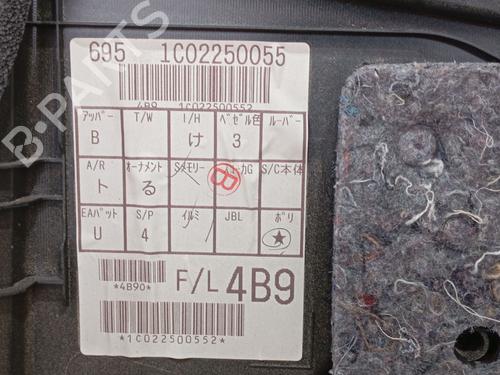 695 1C02250055
4B9 1C022500552
アッパー T/W I/H ベゼル色 ルーバー
B け 3
A/R オーナメント Sメモリー S/C本体
ト る
EAパット S/P イルミ JBL ポリ
U 4 ★
*4B90* F/L 4B9
*1C022500552*
B-PARTS